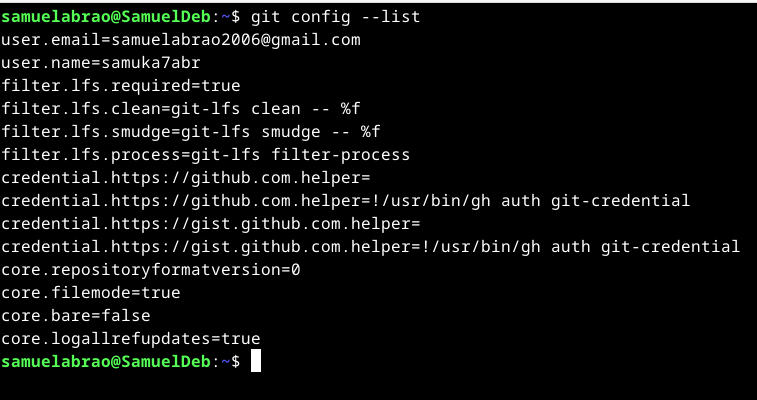 samuelabrao@SamuelDeb:~$ git config --list
user.email=samuelabrao2006@gmail.com
user.name=samuka7abr
filter.lfs.required=true
filter.lfs.clean=git-lfs clean -- %f
filter.lfs.smudge=git-lfs smudge -- %f
filter.lfs.process=git-lfs filter-process
credential.https://github.com.helper=
credential.https://github.com.helper=!/usr/bin/gh auth git-credential
credential.https://gist.github.com.helper=
credential.https://gist.github.com.helper=!/usr/bin/gh auth git-credential
core.repositoryformatversion=0
core.filemode=true
core.bare=false
core.logallrefupdates=true
samuelabrao@SamuelDeb:~$